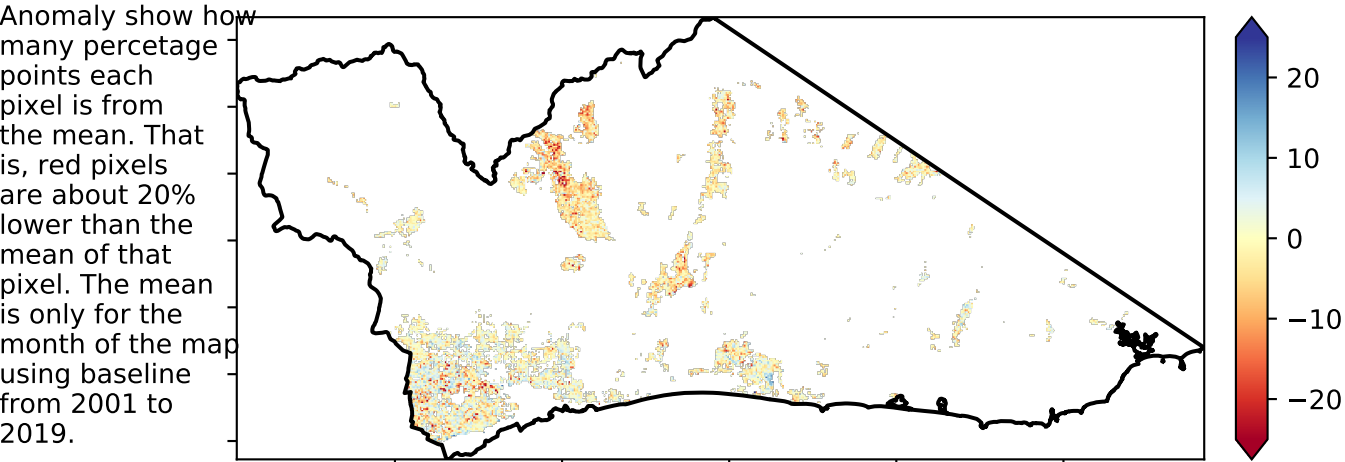 Anomaly show how
many percetage
points each
pixel is from
the mean. That
is, red pixels
are about 20%
lower than the
mean of that
pixel. The mean
is only for the
month of the map
using baseline
from 2001 to
2019.
20
10
0
−10
−20